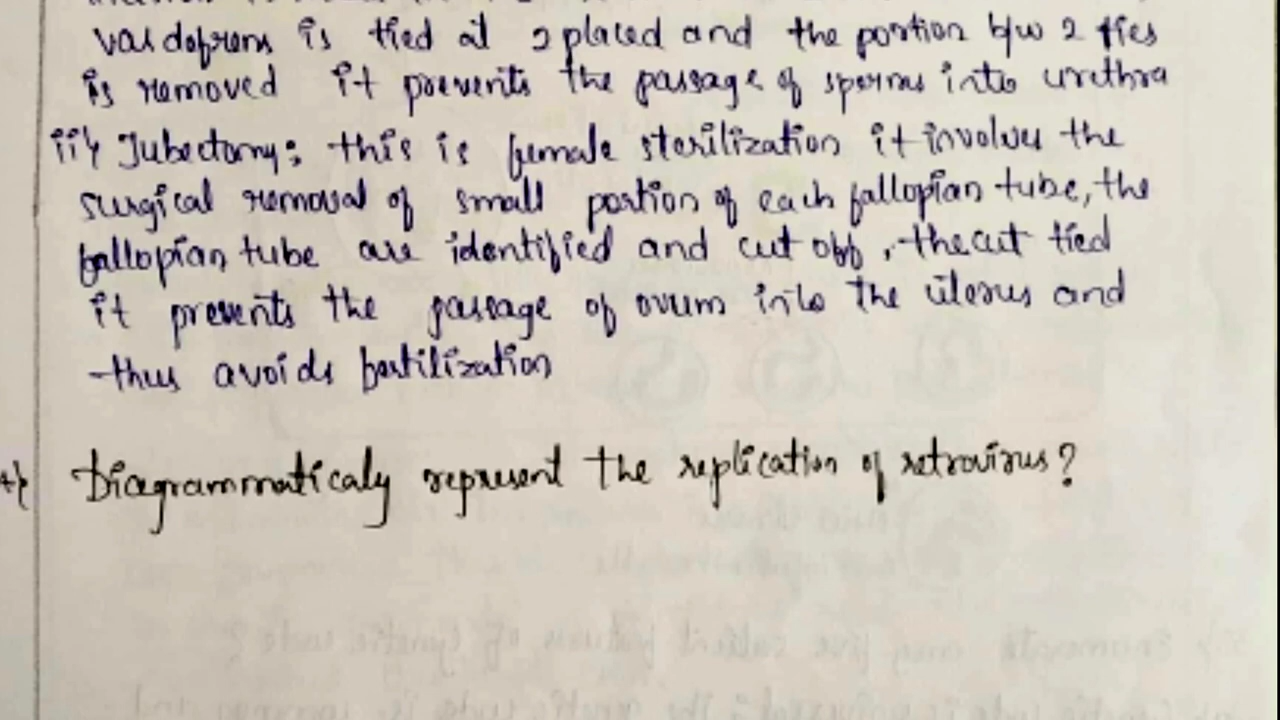 vasdefrens is tied at 2 placed and the portion b/w 2 ties
is removed it prevents the passage of sperms into urethra
ii) Tubectomy: this is female sterilization it involves the
surgical removal of small portion of each fallopian tube, the
fallopian tube are identified and cut off, the cut tied
it prevents the passage of ovum into the uterus and
thus avoids fertilization
Diagrammaticaly represent the replication of retrovirus?